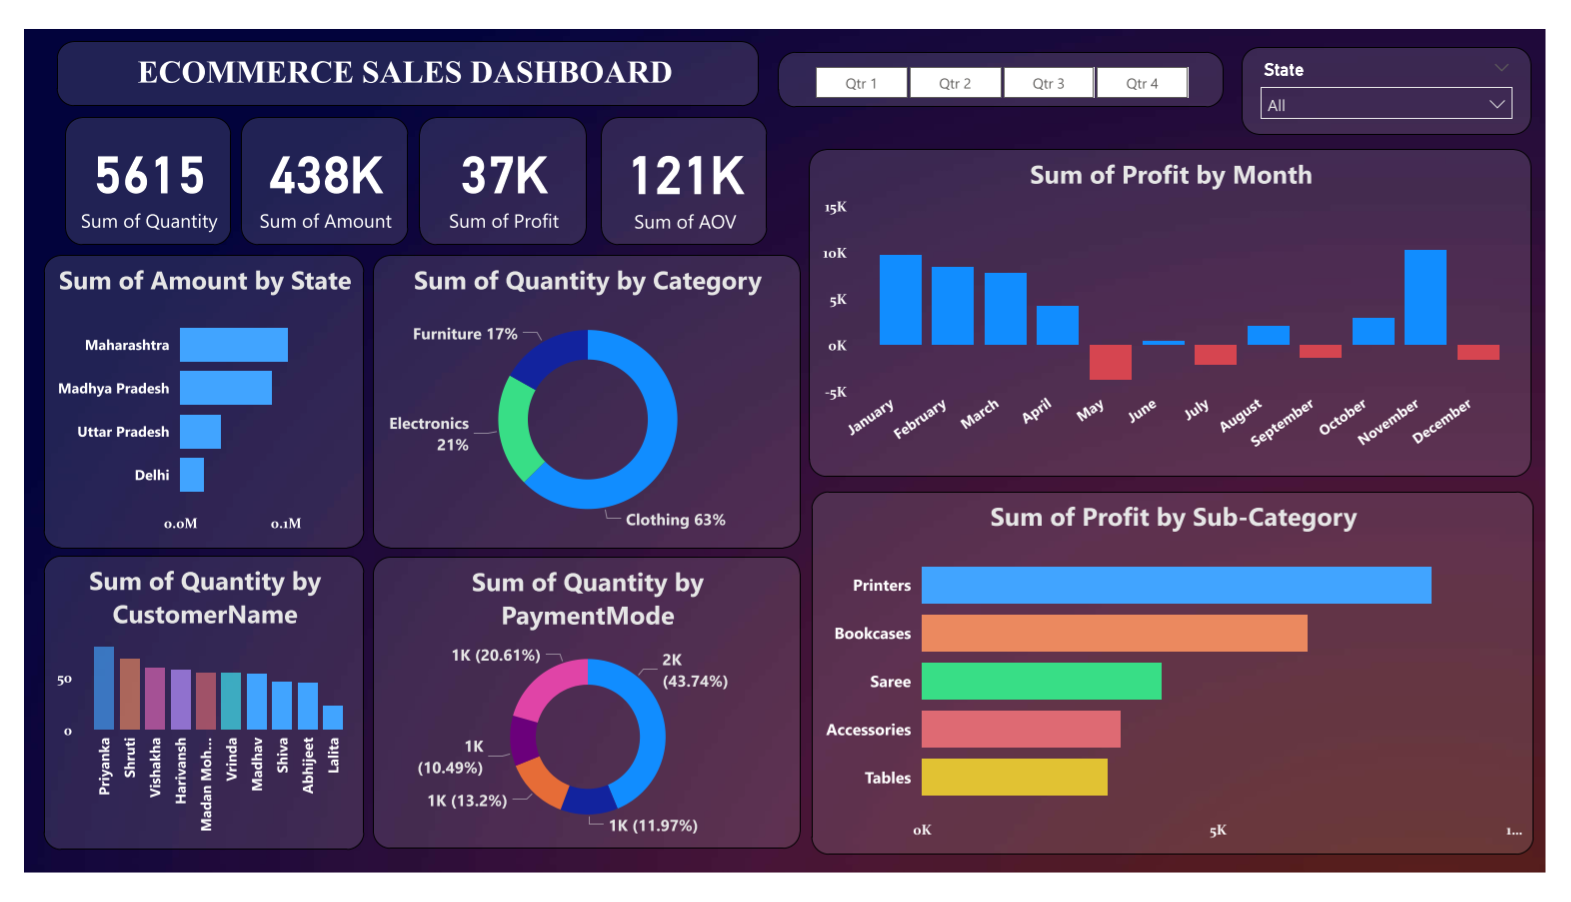 ECOMMERCE SALES DASHBOARD
Qtr 1
Qtr 2
Qtr 3
Qtr 4
State
All
5615
Sum of Quantity
438K
Sum of Amount
37K
Sum of Profit
121K
Sum of AOV
Sum of Profit by Month
15K
10K
5K
0K
-5K
January
February
March
April
May
June
July
August
September
October
November
December
Sum of Amount by State
Maharashtra
Madhya Pradesh
Uttar Pradesh
Delhi
0.0M
0.1M
Sum of Quantity by Category
Furniture 17%
Electronics
21%
Clothing 63%
Sum of Profit by Sub-Category
Printers
Bookcases
Saree
Accessories
Tables
0K
5K
1...
Sum of Quantity by
CustomerName
50
0
Priyanka
Shruti
Vishakha
Harivansh
Madan Moh...
Vrinda
Madhav
Shiva
Abhijeet
Lalita
Sum of Quantity by
PaymentMode
1K (20.61%)
2K
(43.74%)
1K
(10.49%)
1K (13.2%)
1K (11.97%)